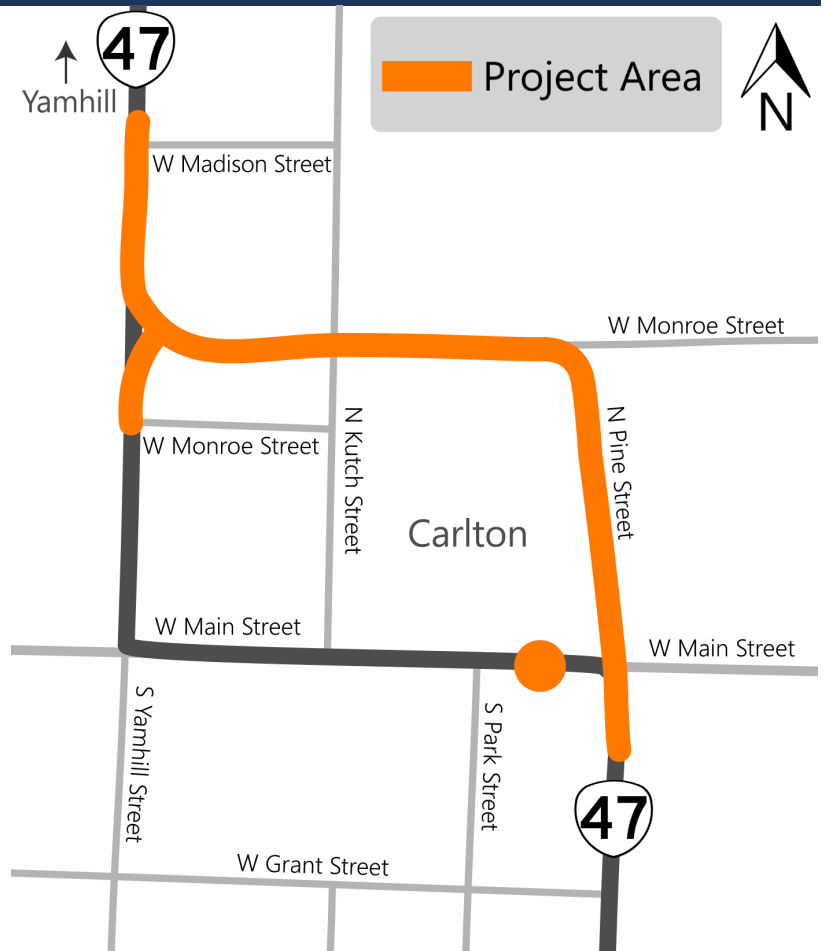 47
Project Area
Yamhill
N
W Madison Street
W Monroe Street
N Kutch Street
N Pine Street
W Monroe Street
Carlton
W Main Street
W Main Street
S Yamhill Street
S Park Street
47
W Grant Street